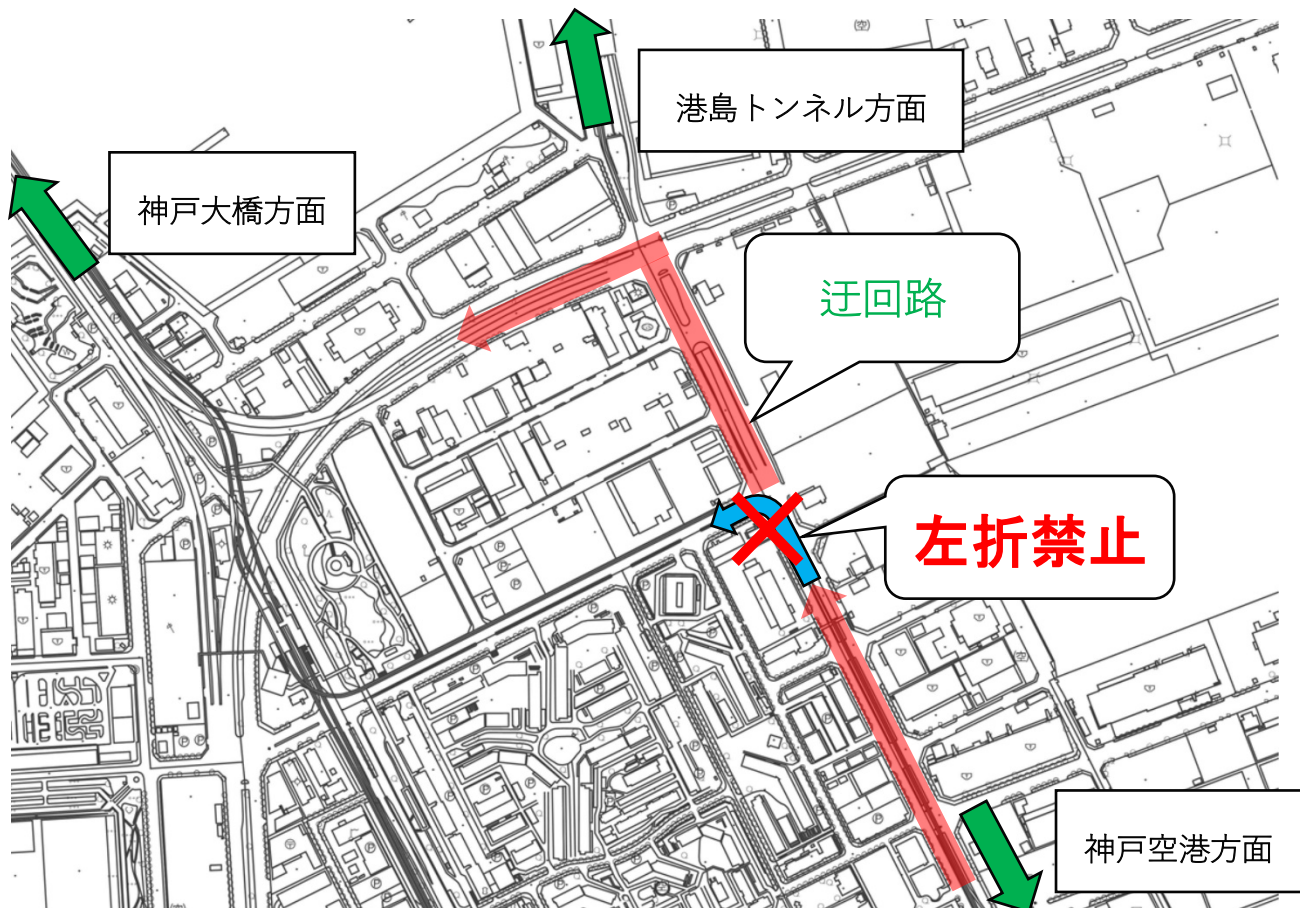 港島トンネル方面
神戸大橋方面
迂回路
左折禁止
神戸空港方面